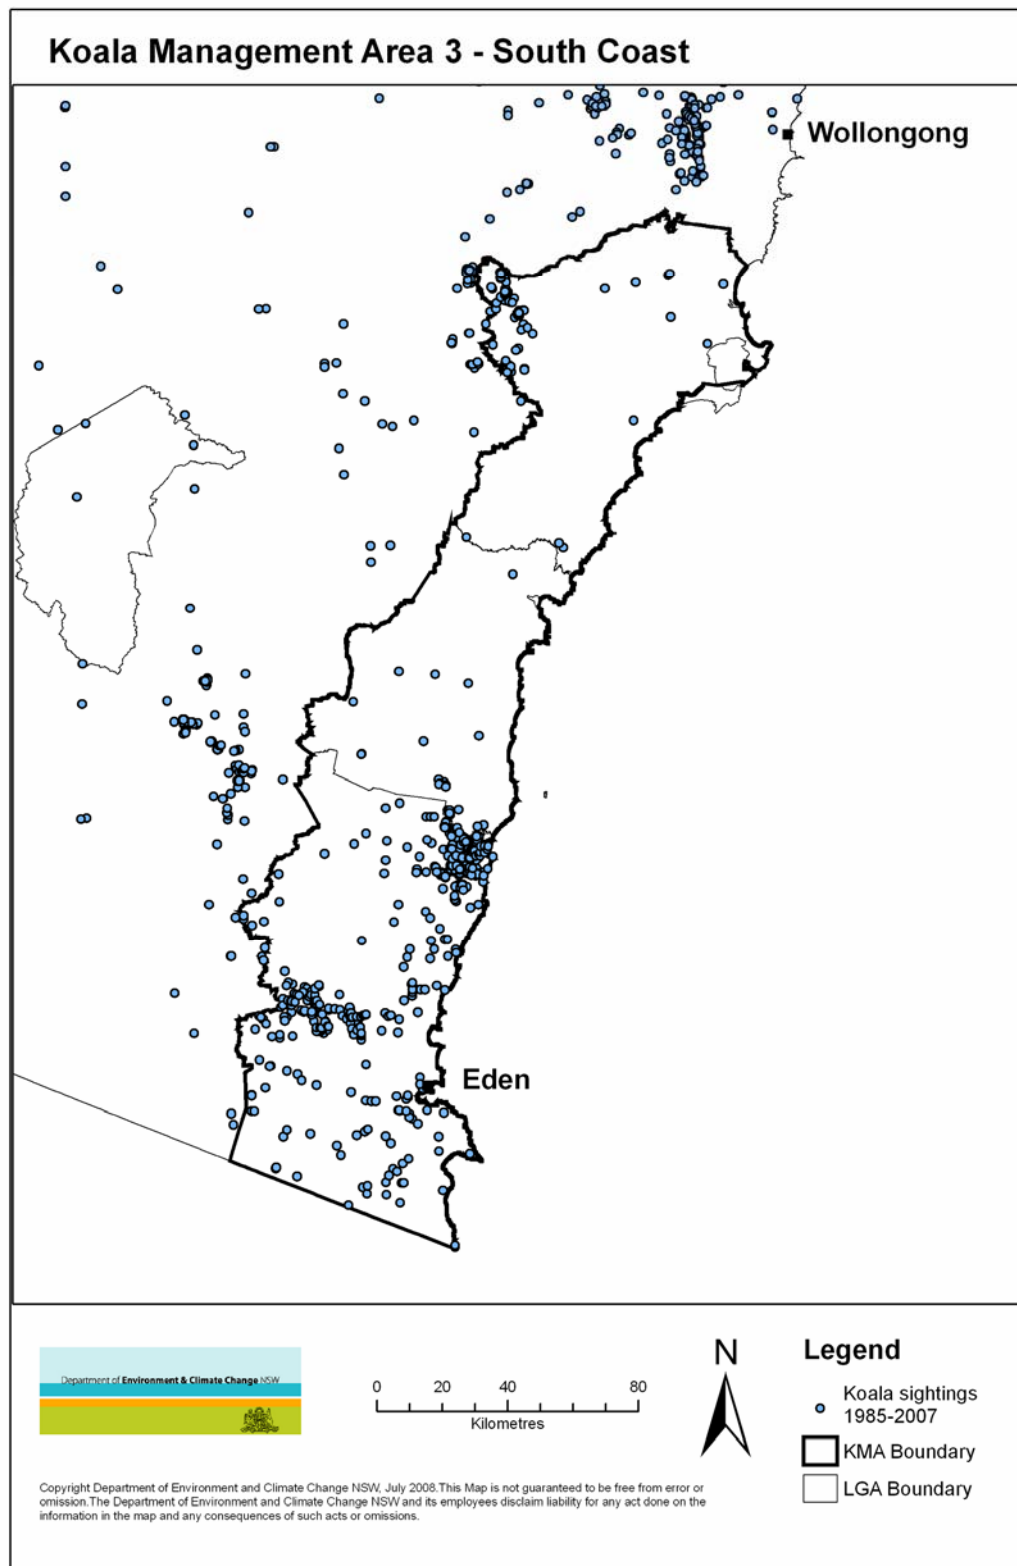 Koala Management Area 3 - South Coast
Wollongong
Eden
Department of Environment & Climate Change NSW
0 20 40 80
Kilometres
N
Legend
Koala sightings
1985-2007
KMA Boundary
LGA Boundary
Copyright Department of Environment and Climate Change NSW, July 2008.This Map is not guaranteed to be free from error or
omission.The Department of Environment and Climate Change NSW and its employees disclaim liability for any act done on the
information in the map and any consequences of such acts or omissions.